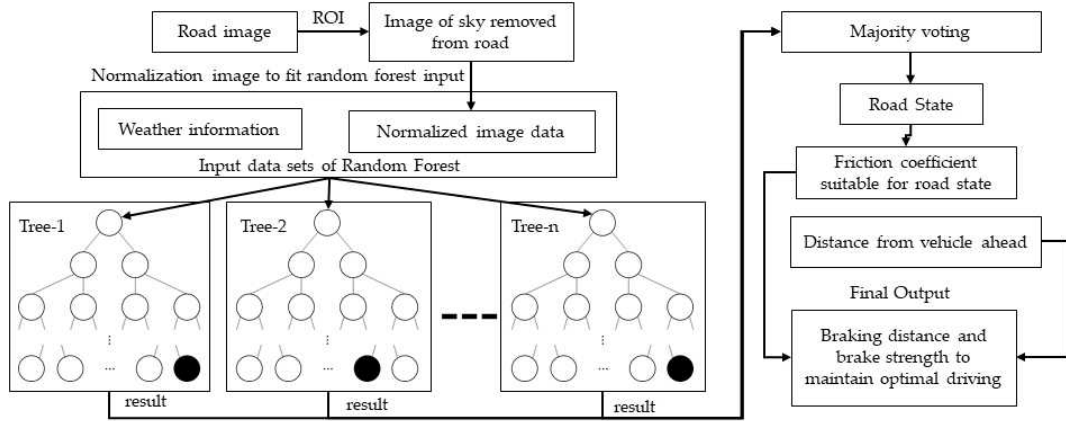 Road image
ROI
Image of sky removed
from road
Normalization image to fit random forest input
Weather information
Normalized image data
Input data sets of Random Forest
Tree-1
Tree-2
Tree-n
...
...
...
...
...
...
result
result
result
Majority voting
Road State
Friction coefficient
suitable for road state
Distance from vehicle ahead
Final Output
Braking distance and
brake strength to
maintain optimal driving